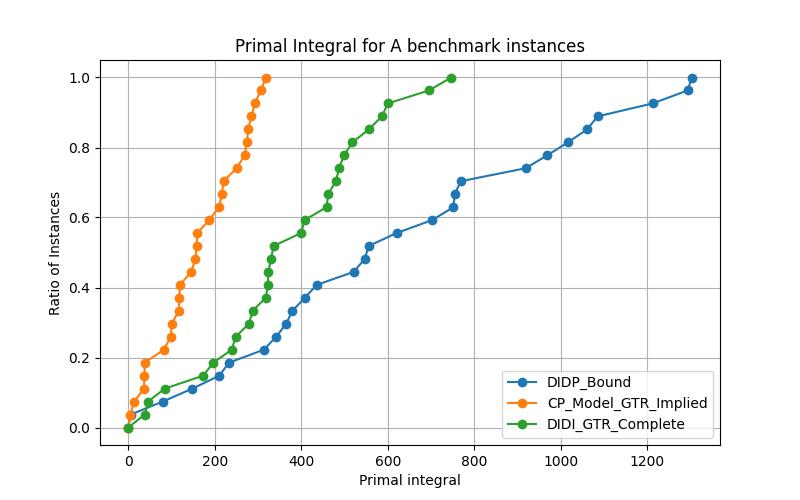 Primal Integral for A benchmark instances
Ratio of Instances
1.0
0.8
0.6
0.4
0.2
0.0
0
200
400
600
800
1000
1200
Primal integral
DIDP_Bound
CP_Model_GTR_Implied
DIDI_GTR_Complete